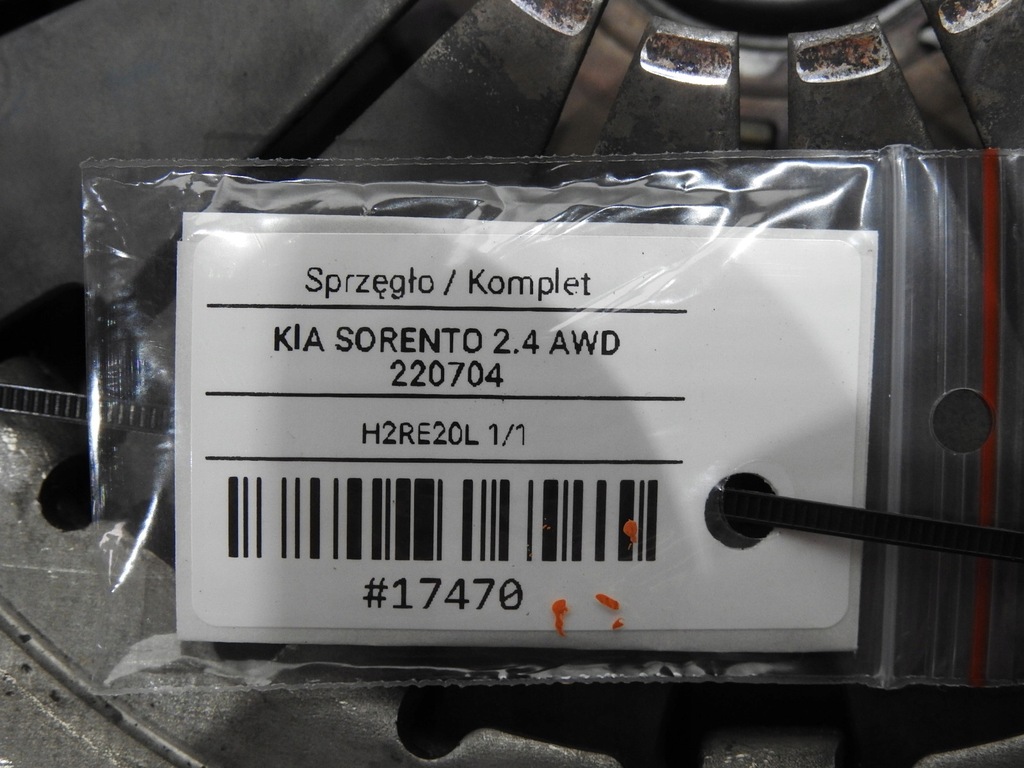 Sprzęgło / Komplet
KIA SORENTO 2.4 AWD
220704
H2RE20L 1/1
#17470